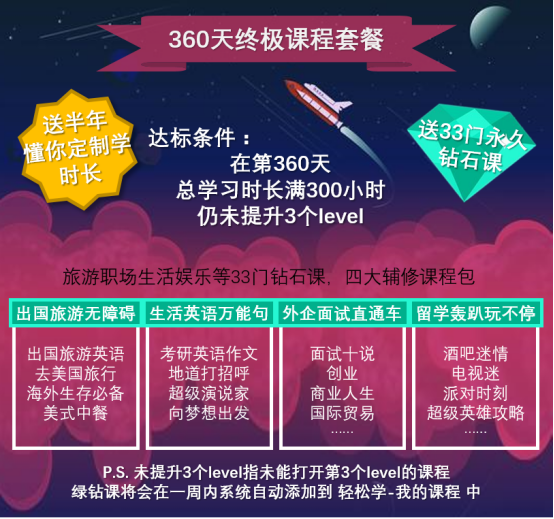 360天终极课程套餐
送半年
懂你定制学
时长
达标条件：
在第360天
总学习时长满300小时
仍未提升3个level
送33门永久
钻石课
旅游职场生活娱乐等33门钻石课，四大辅修课程包
出国旅游无障碍
出国旅游英语
去美国旅行
海外生存必备
美式中餐
生活英语万能句
考研英语作文
地道打招呼
超级演说家
向梦想出发
外企面试直通车
面试十说
创业
商业人生
国际贸易
......
留学轰趴玩不停
酒吧迷情
电视迷
派对时刻
超级英雄攻略
......
P.S. 未提升3个level指未能打开第3个level的课程
绿钻课将会在一周内系统自动添加到 轻松学-我的课程 中